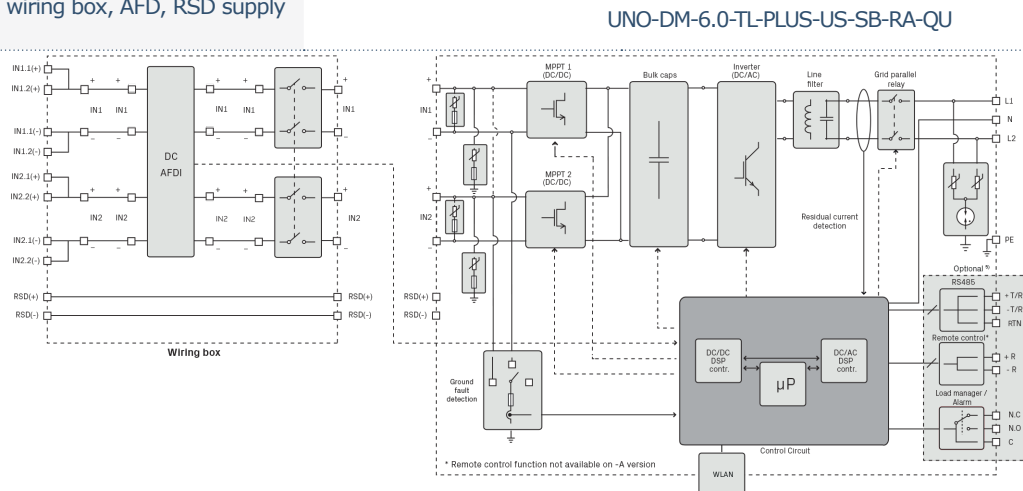 wiring box, AFD, RSD supply
UNO-DM-6.0-TL-PLUS-US-SB-RA-QU
IN1.1(+)
IN1.2(+)
IN1.1(-)
IN1.2(-)
IN2.1(+)
IN2.2(+)
IN2.1(-)
IN2.2(-)
RSD(+)
RSD(-)
+ +
IN1 IN1
– –
+ +
IN2 IN2
– –
DC
AFDI
+ +
IN1 IN1
– –
+ +
IN2 IN2
– –
+
IN1
–
+
IN2
–
RSD(+)
RSD(-)
Wiring box
+
IN1
–
+
IN2
–
RSD(+)
RSD(-)
MPPT 1
(DC/DC)
MPPT 2
(DC/DC)
Bulk caps
Inverter
(DC/AC)
Line
filter
Grid parallel
relay
L1
N
L2
PE
Residual current
detection
Ground
fault
detection
DC/DC
DSP
contr.
µP
DC/AC
DSP
contr.
Control Circuit
WLAN
RS485
+T/R
-T/R
RTN
Remote control*
+ R
- R
Load manager /
Alarm
N.C
N.O
C
* Remote control function not available on -A version